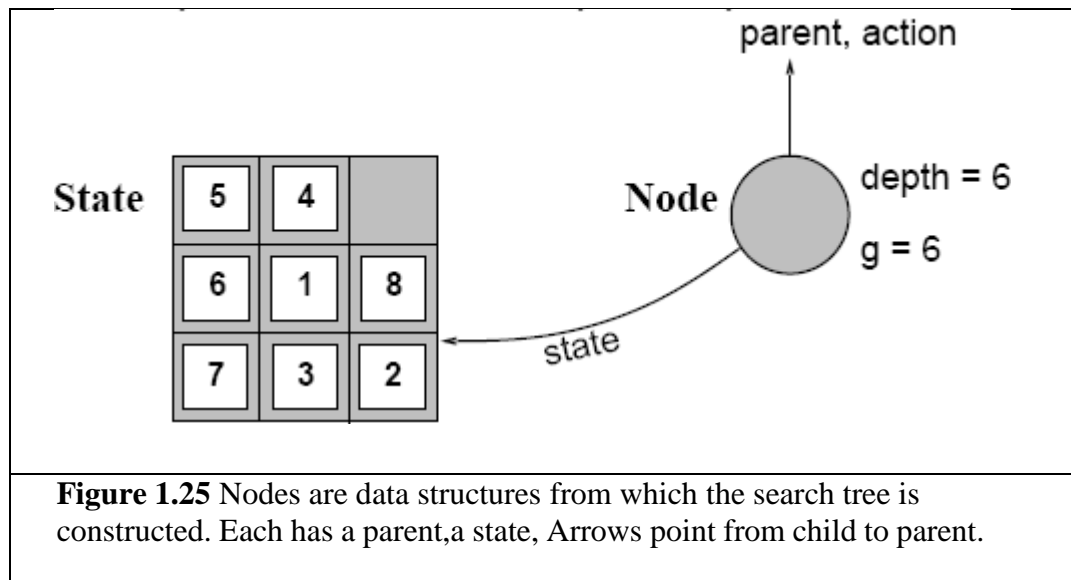 parent, action
State
5 4
Node
depth = 6
6 1 8
g = 6
state
7 3 2
Figure 1.25 Nodes are data structures from which the search tree is
constructed. Each has a parent,a state, Arrows point from child to parent.